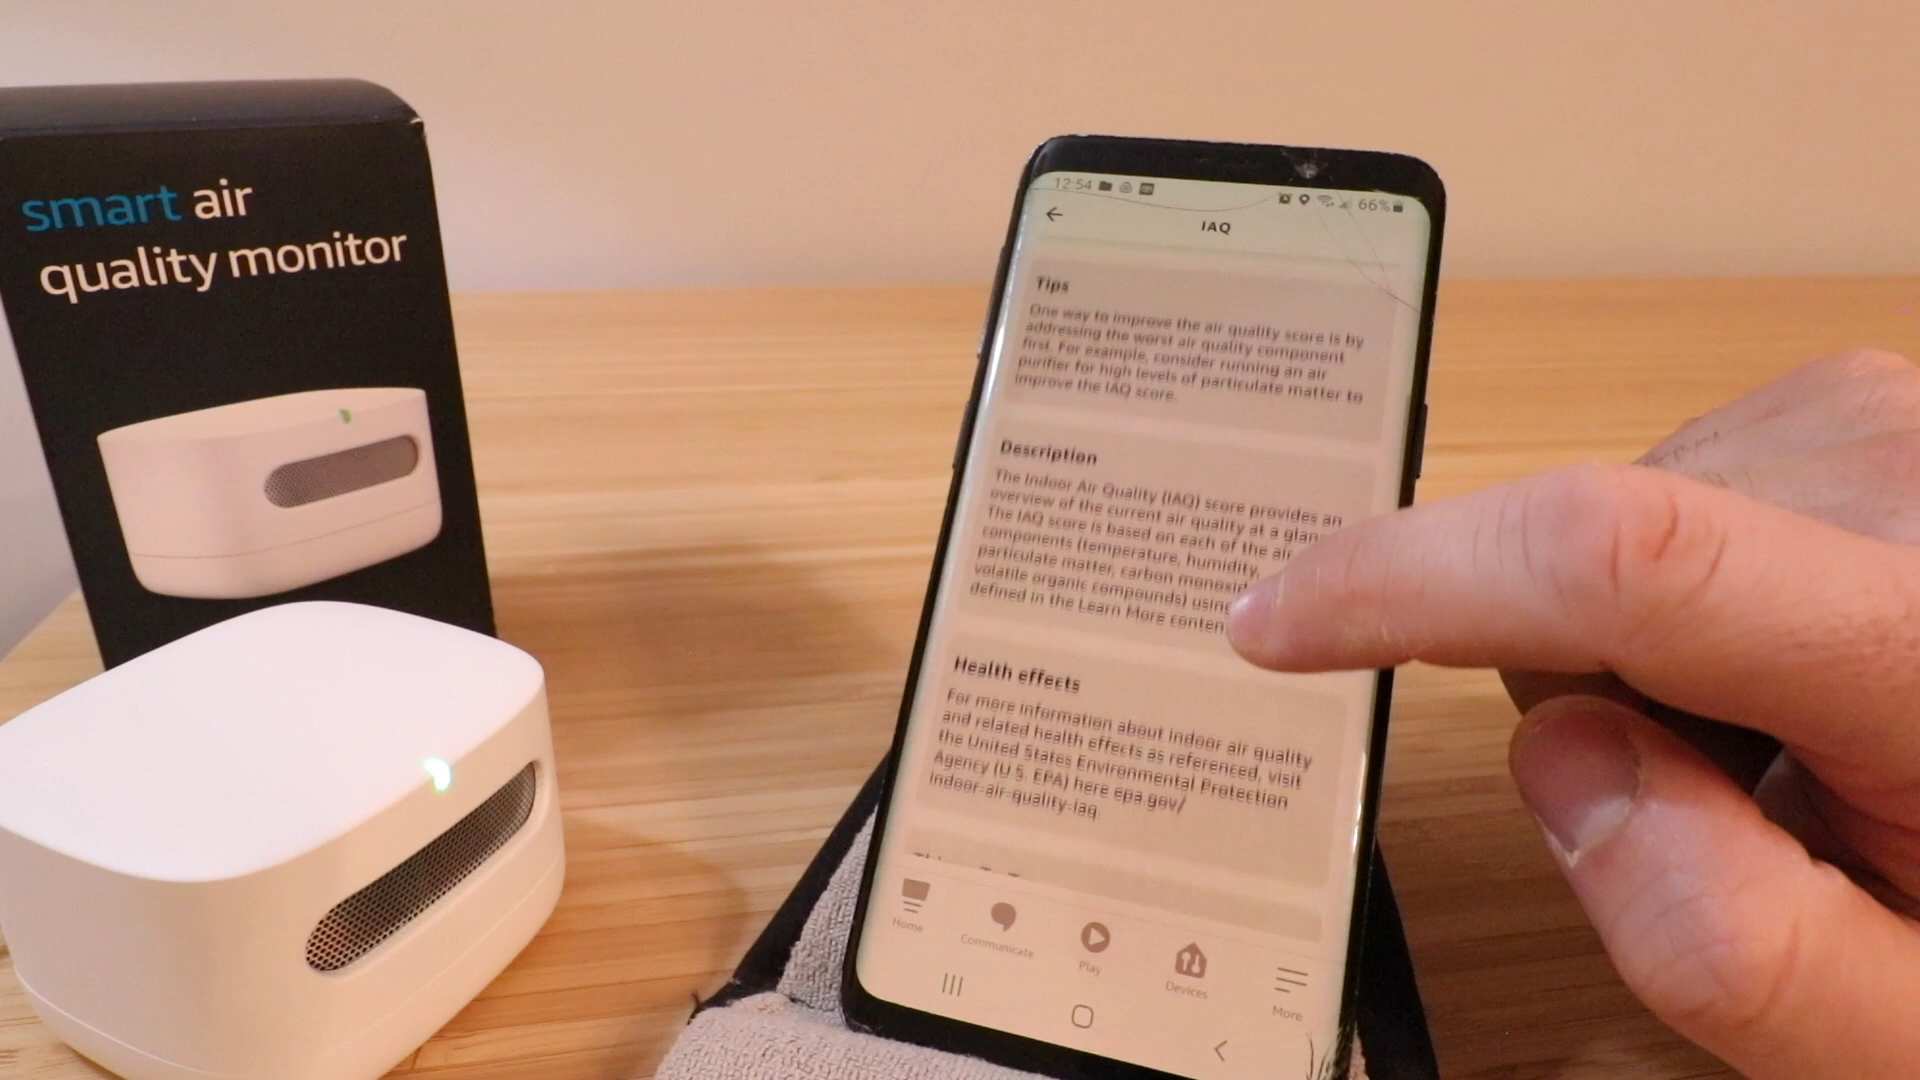 smart air
quality monitor
12:54
66%
IAQ
Tips
One way to improve the air quality score is by
addressing the worst air quality component
first. For example, consider running an air
purifier for high levels of particulate matter to
improve the IAQ score.
Description
The Indoor Air Quality (IAQ) score provides an
overview of the current air quality at a glan
The IAQ score is based on each of the air
components (temperature, humidity,
particulate matter, carbon monoxid
volatile organic compounds) using
defined in the Learn More conten
Health effects
For more information about indoor air quality
and related health effects as referenced, visit
the United States Environmental Protection
Agency (U.S. EPA) here epa.gov/
indoor-air-quality-iaq.
Home
Communicate
Play
Devices
More